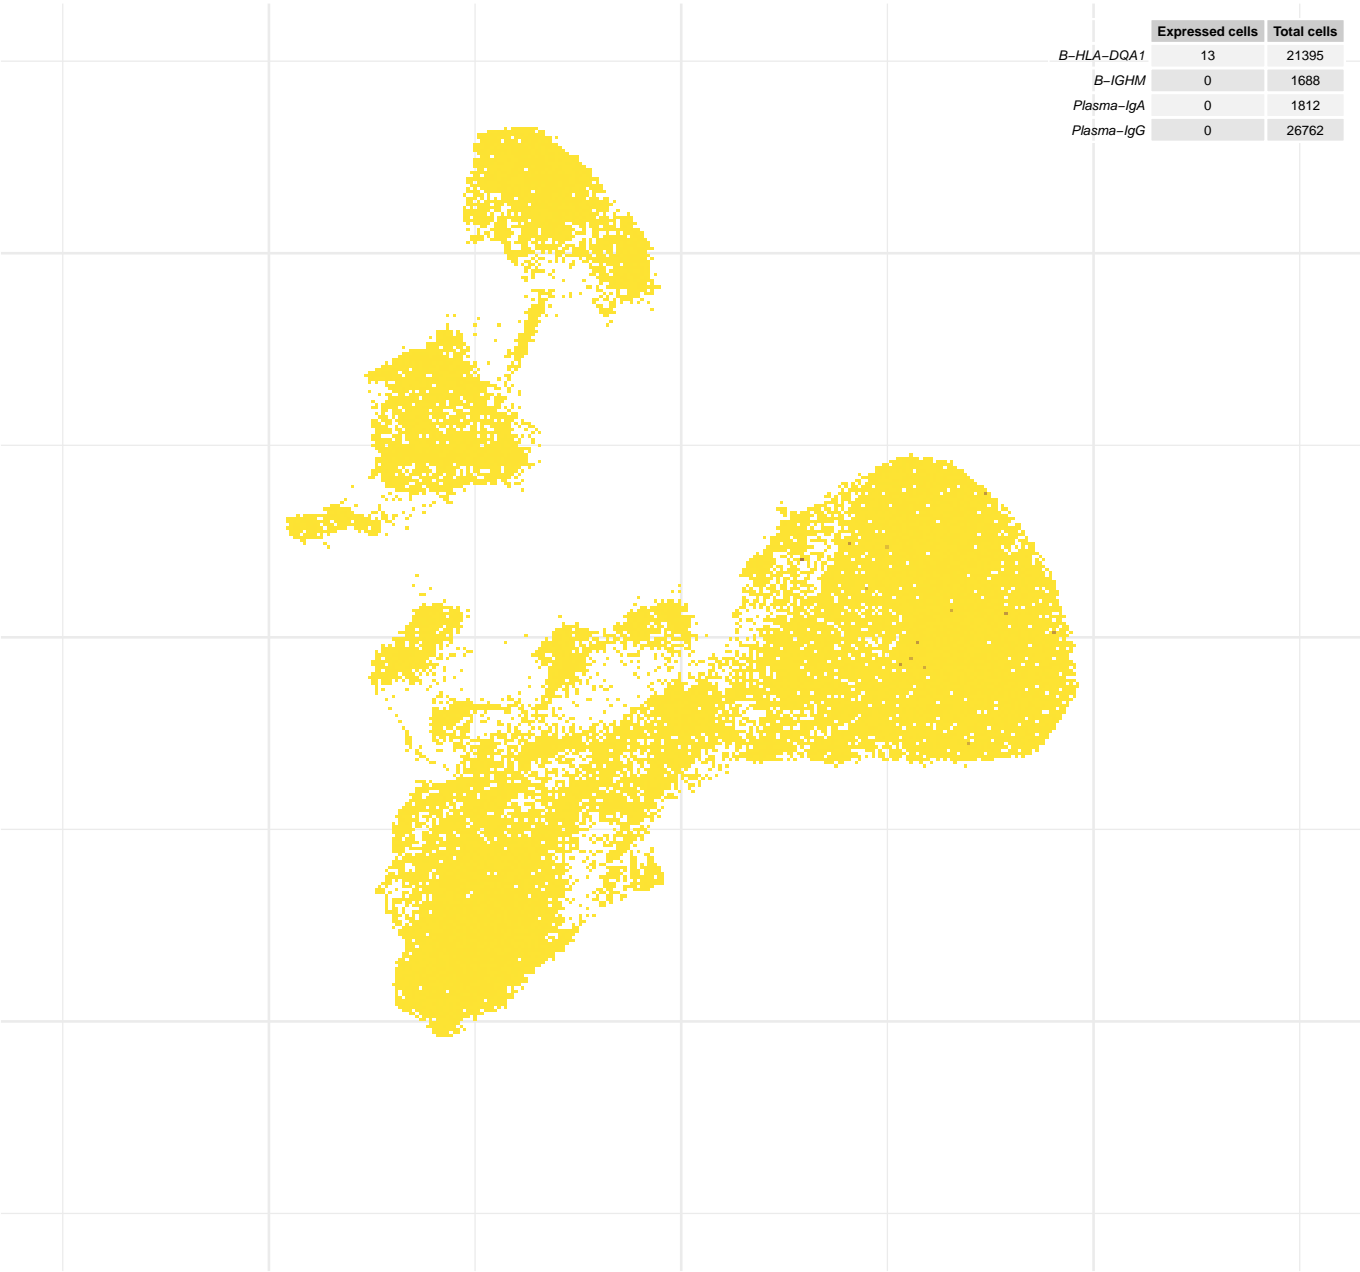 Expressed cells Total cells
B−HLA−DQA1 13 21395
B−IGHM 0 1688
Plasma−IgA 0 1812
Plasma−IgG 0 26762